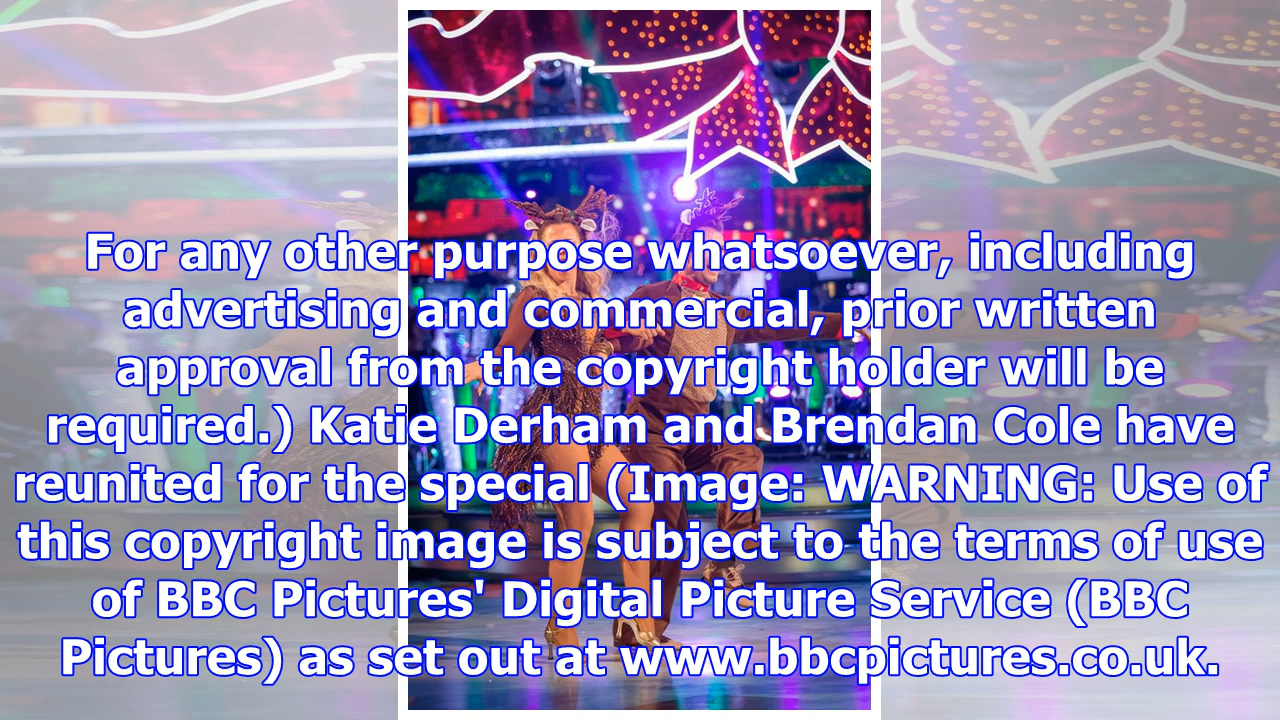 For any other purpose whatsoever, including
advertising and commercial, prior written
approval from the copyright holder will be
required.) Katie Derham and Brendan Cole have
reunited for the special (Image: WARNING: Use of
this copyright image is subject to the terms of use
of BBC Pictures' Digital Picture Service (BBC
Pictures) as set out at www.bbcpictures.co.uk.